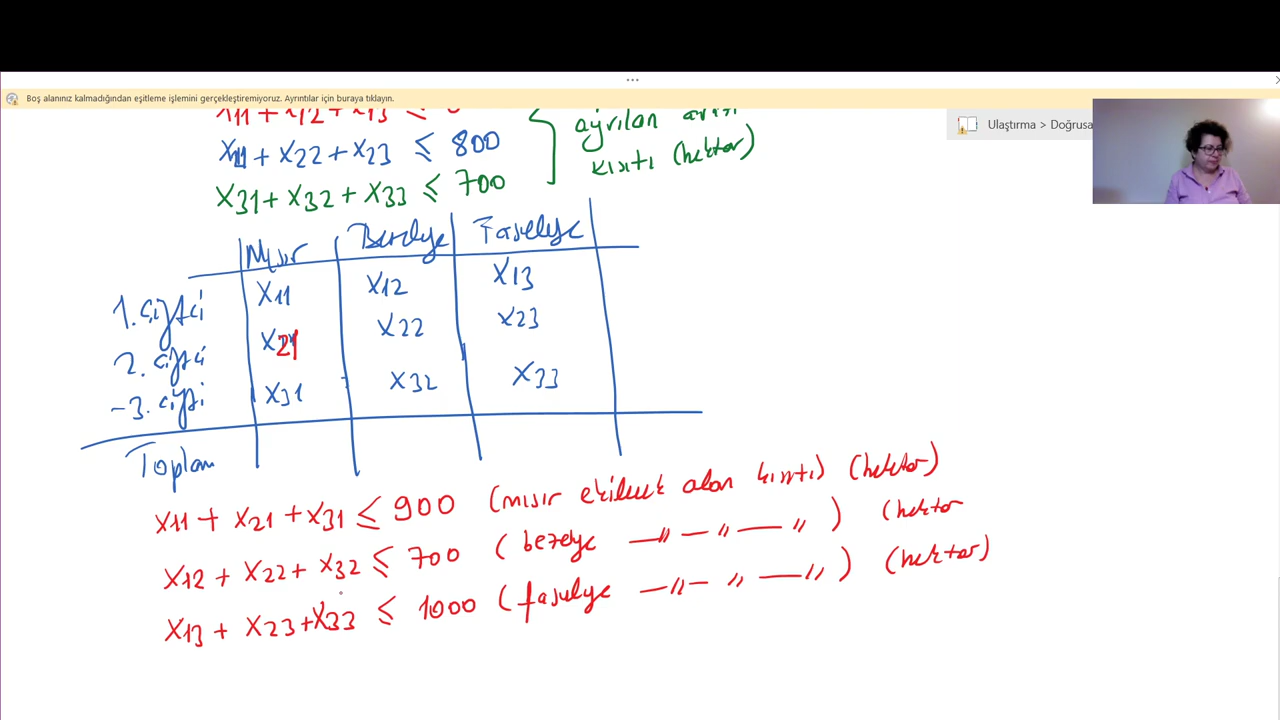 ...
Boş alanınız kalmadığından eşitleme işlemini gerçekleştiremiyoruz. Ayrıntılar için buraya tıklayın.
Ulaştırma > Doğrusa
X11 + X12 + X13 ≤
ayrılan
X11 + X22 + X23 ≤ 800
kısıtı (hektar)
X31 + X32 + X33 ≤ 700
Mısır Bezelye Fasulye
1. çiftçi X11 X12 X13
2. çiftçi X21 X22 X23
-3. çiftçi X31 X32 X33
Toplam
X11 + X21 + X31 ≤ 900 (mısır ekilecek alan kısıtı) (hektar)
X12 + X22 + X32 ≤ 700 (bezelye —〃—〃—〃) (hektar
X13 + X23 + X33 ≤ 1000 (fasulye —〃—〃—〃) (hektar)